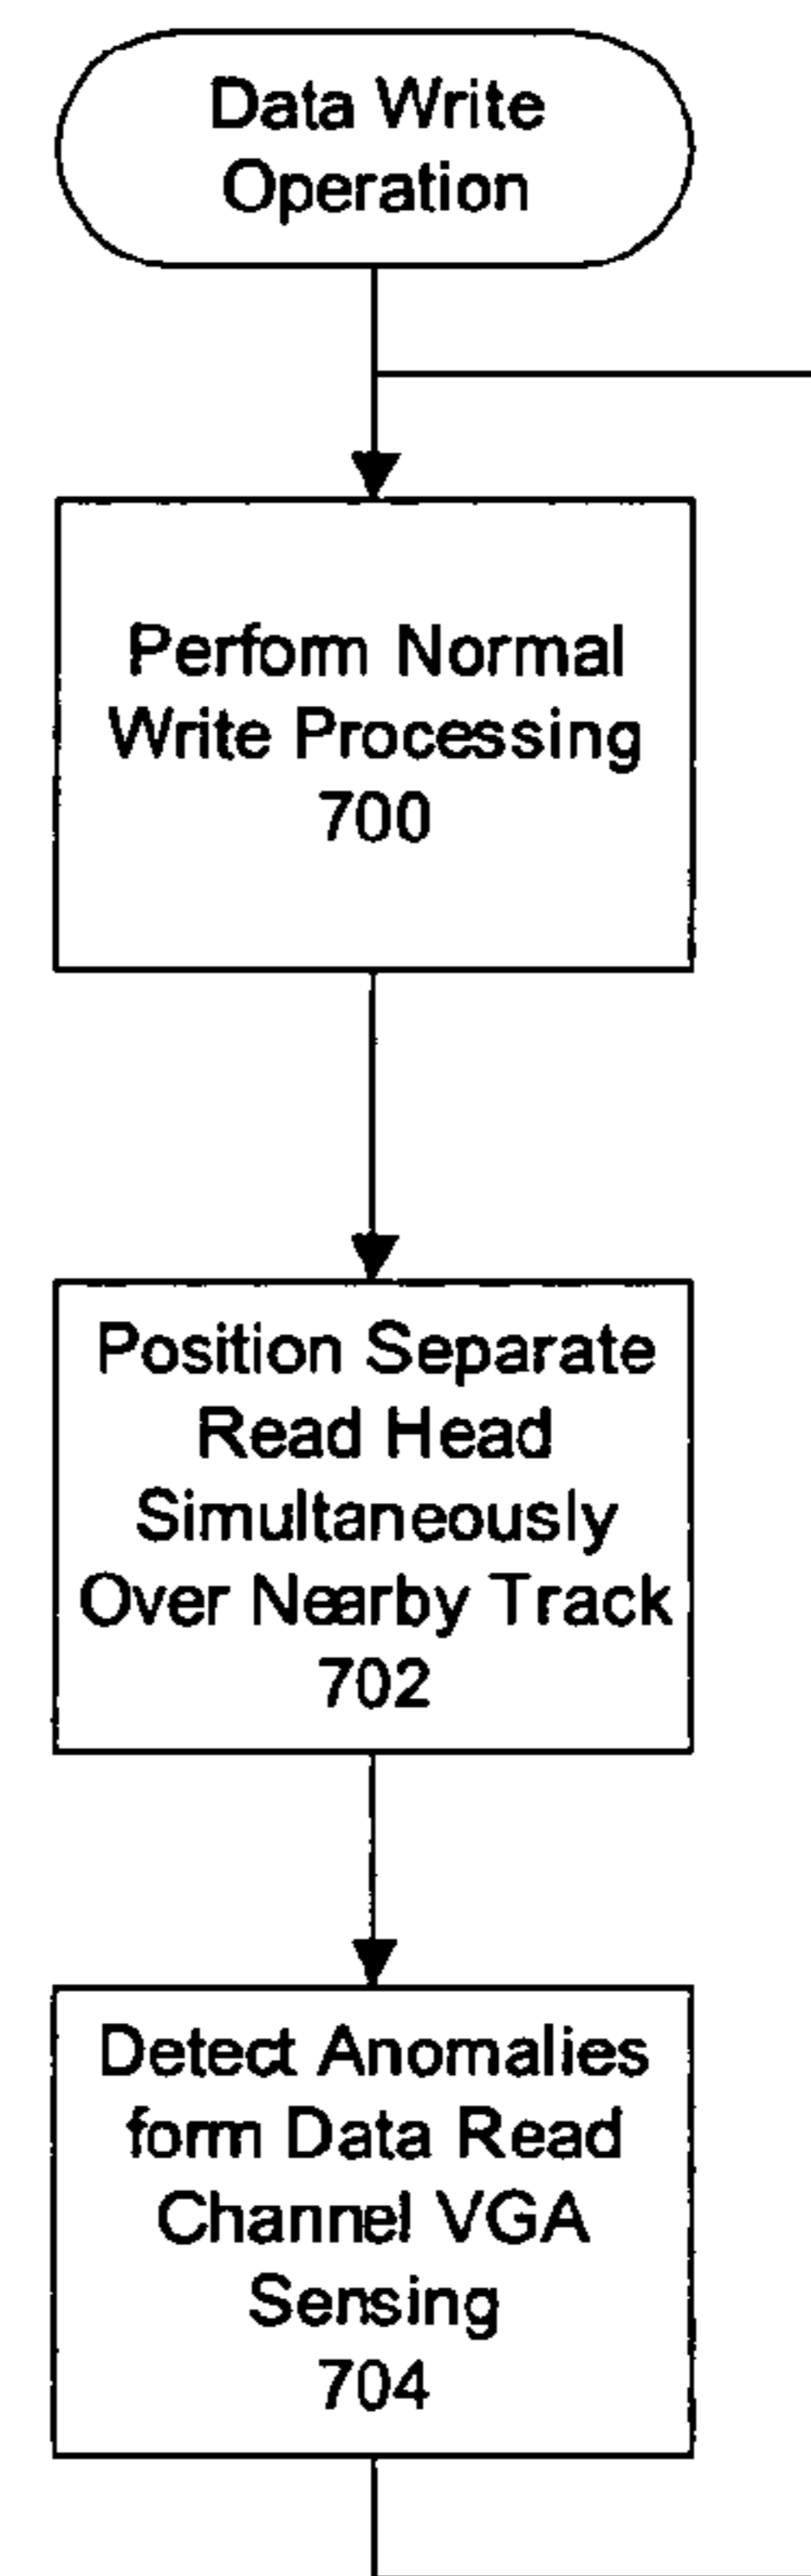 Data Write
Operation
Perform Normal
Write Processing
700
Position Separate
Read Head
Simultaneously
Over Nearby Track
702
Detect Anomalies
form Data Read
Channel VGA
Sensing
704